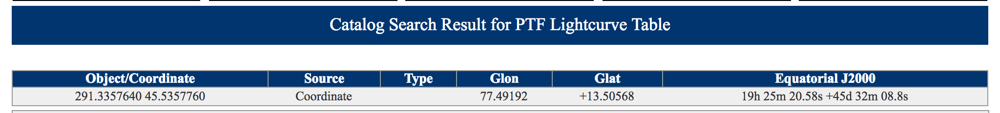 Catalog Search Result for PTF Lightcurve Table
Object/Coordinate Source Type Glon Glat Equatorial J2000
291.3357640 45.5357760 Coordinate 77.49192 +13.50568 19h 25m 20.58s +45d 32m 08.8s